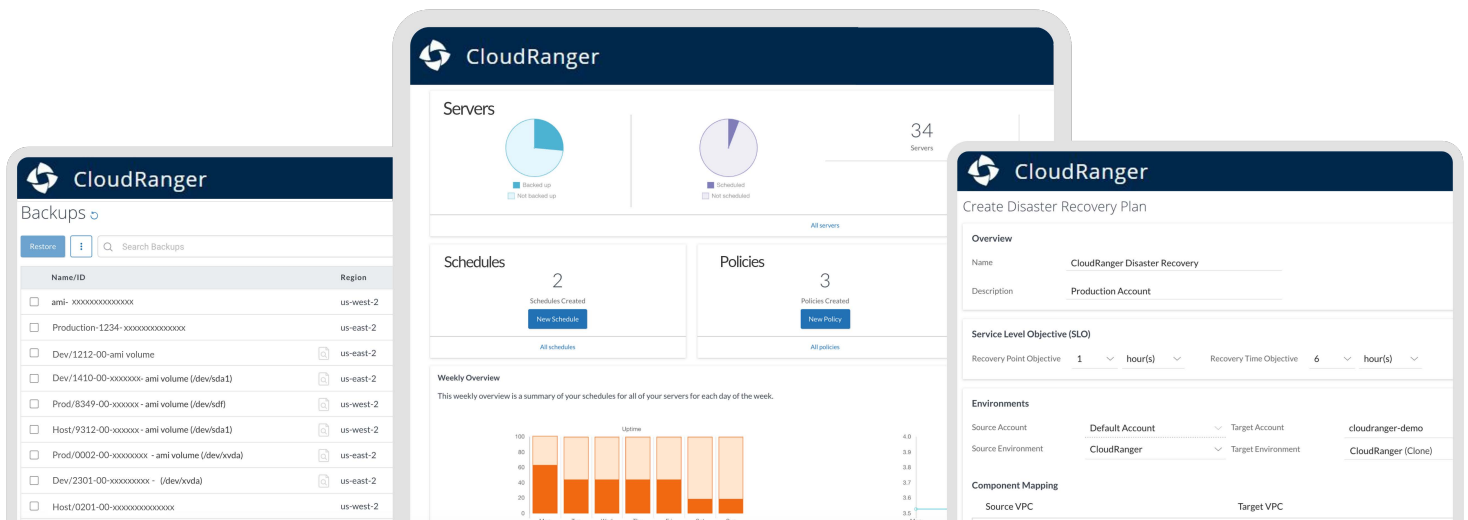 CloudRanger
Backups
Restore
Search Backups
Name/ID Region
ami- xxxxxxxxxxxxxx us-west-2
Production-1234- xxxxxxxxxxxxxx us-east-2
Dev/1212-00-ami volume us-east-2
Dev/1410-00-xxxxxxx- ami volume (/dev/sda1) us-east-2
Prod/8349-00-xxxxxx - ami volume (/dev/sdf) us-west-2
Host/9312-00-xxxxxx - ami volume (/dev/sda1) us-west-2
Prod/0002-00-xxxxxxxx - ami volume (/dev/xvda) us-east-2
Dev/2301-00-xxxxxxxxx - (/dev/xvda) us-east-2
Host/0201-00-xxxxxxxxxxxxxx us-west-2
CloudRanger
Servers
Backed up
Not backed up
Scheduled
Not scheduled
34
Servers
All servers
Schedules
2
Schedules Created
New Schedule
All schedules
Policies
3
Policies Created
New Policy
All policies
Weekly Overview
This weekly overview is a summary of your schedules for all of your servers for each day of the week.
Uptime
100
80
60
40
20
0
4.0
3.9
3.8
3.7
3.6
3.5
CloudRanger
Create Disaster Recovery Plan
Overview
Name CloudRanger Disaster Recovery
Description Production Account
Service Level Objective (SLO)
Recovery Point Objective 1 hour(s) Recovery Time Objective 6 hour(s)
Environments
Source Account Default Account Target Account cloudranger-demo
Source Environment CloudRanger Target Environment CloudRanger (Clone)
Component Mapping
Source VPC Target VPC